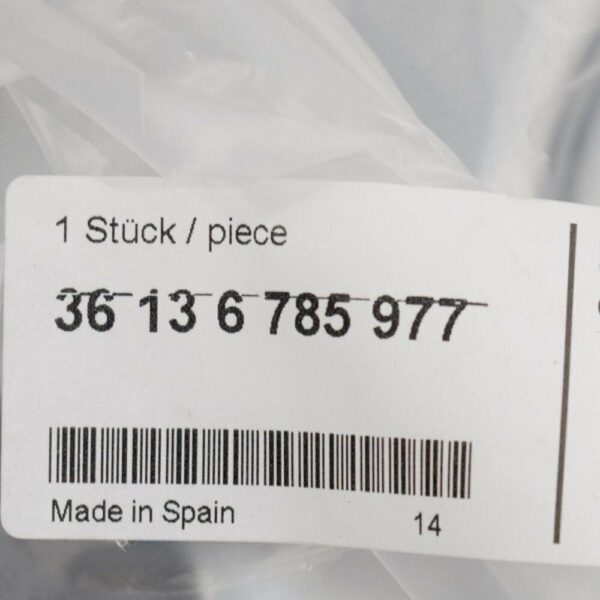 1 Stück / piece
36 13 6 785 977
Made in Spain
14